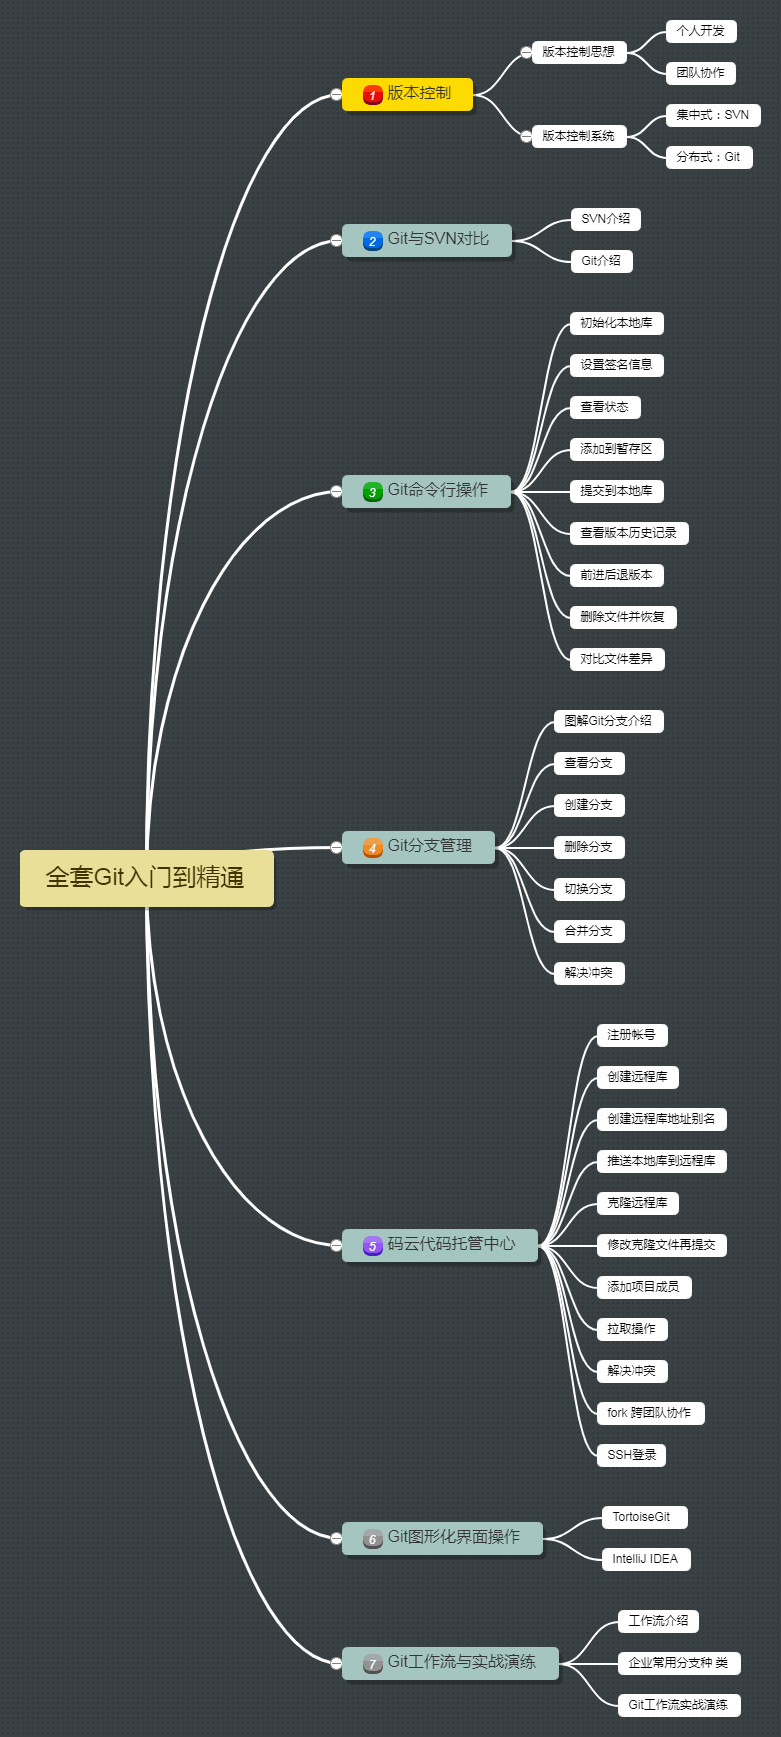 全套Git入门到精通
1 版本控制
版本控制思想
个人开发
团队协作
版本控制系统
集中式：SVN
分布式：Git
2 Git与SVN对比
SVN介绍
Git介绍
3 Git命令行操作
初始化本地库
设置签名信息
查看状态
添加到暂存区
提交到本地库
查看版本历史记录
前进后退版本
删除文件并恢复
对比文件差异
4 Git分支管理
图解Git分支介绍
查看分支
创建分支
删除分支
切换分支
合并分支
解决冲突
5 码云代码托管中心
注册帐号
创建远程库
创建远程库地址别名
推送本地库到远程库
克隆远程库
修改克隆文件再提交
添加项目成员
拉取操作
解决冲突
fork 跨团队协作
SSH登录
6 Git图形化界面操作
TortoiseGit
IntelliJ IDEA
7 Git工作流与实战演练
工作流介绍
企业常用分支种 类
Git工作流实战演练